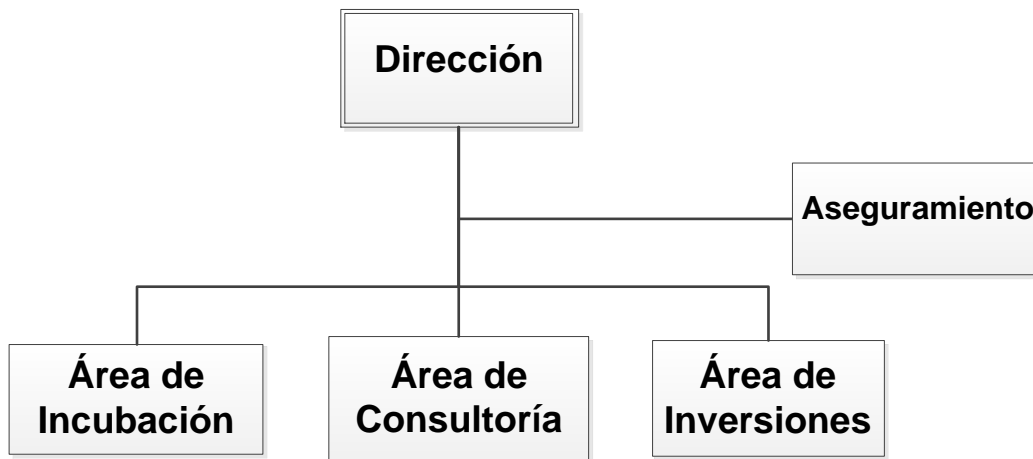 Dirección
Aseguramiento
Área de
Incubación
Área de
Consultoría
Área de
Inversiones